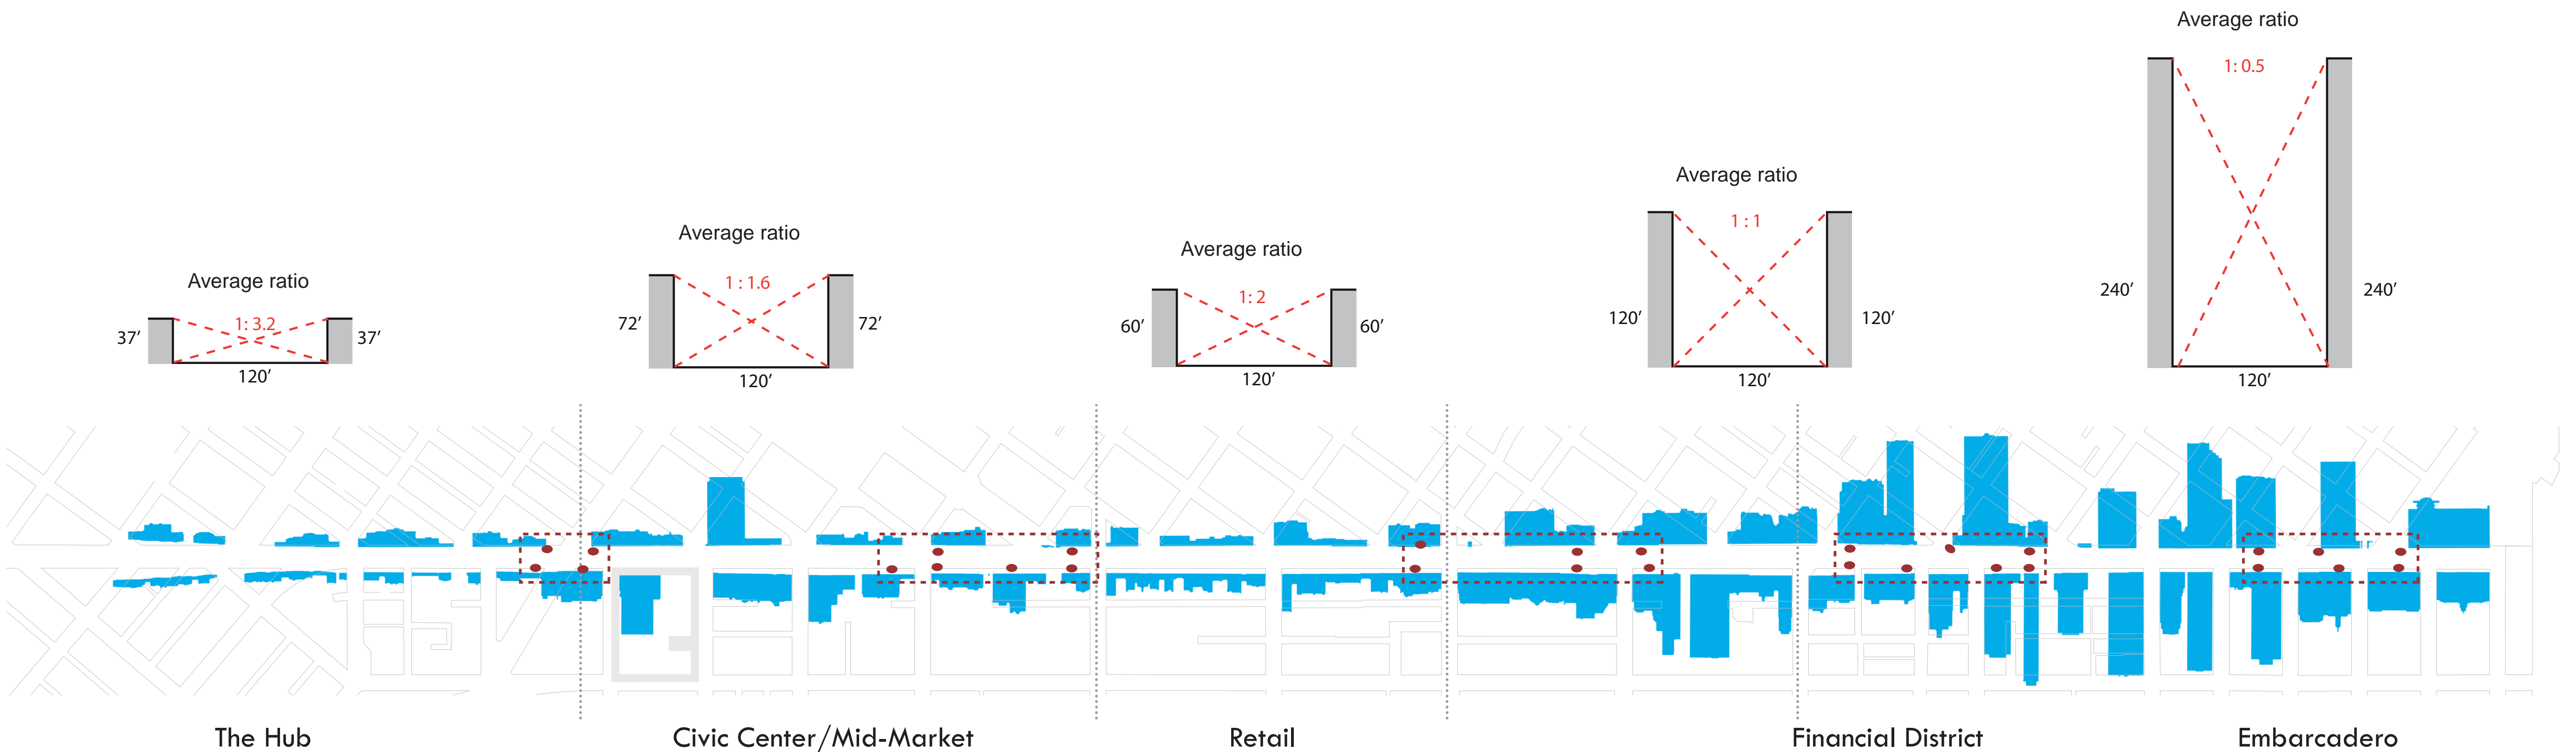 Average ratio
1: 3.2
37’
37’
120’
Average ratio
1 : 1.6
72’
72’
120’
Average ratio
1: 2
60’
60’
120’
Average ratio
1 : 1
120’
120’
120’
Average ratio
1: 0.5
240’
240’
120’
The Hub
Civic Center/Mid-Market
Retail
Financial District
Embarcadero